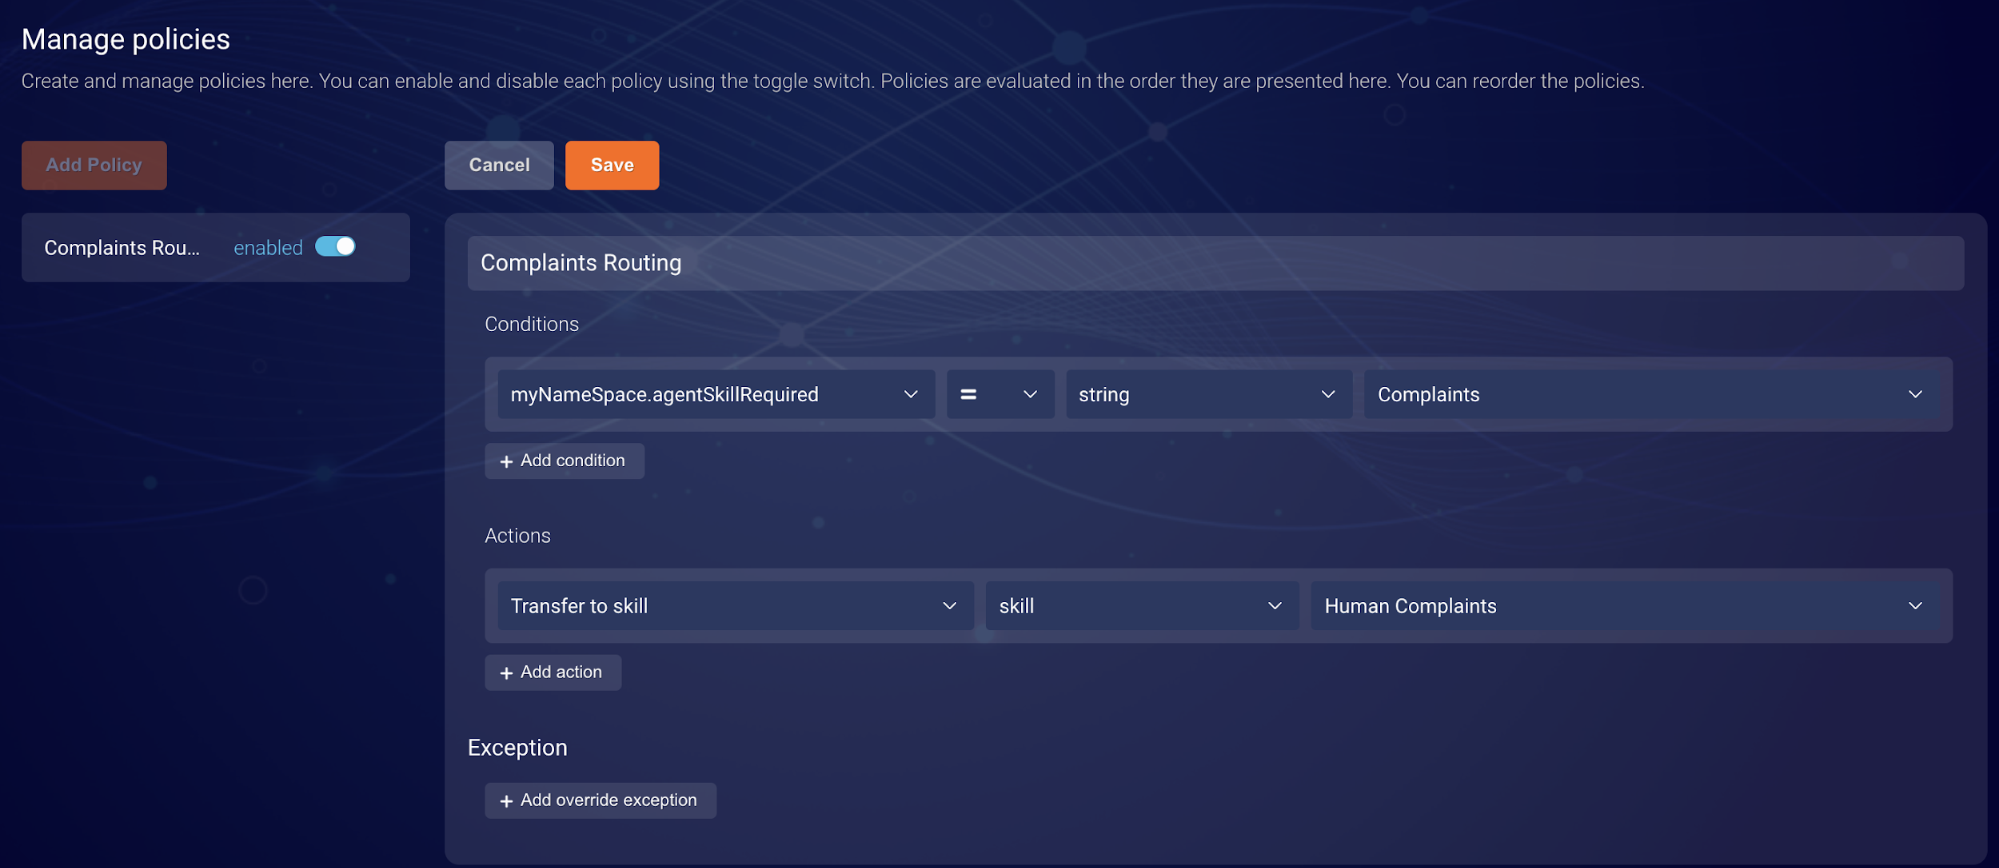 Manage policies
Create and manage policies here. You can enable and disable each policy using the toggle switch. Policies are evaluated in the order they are presented here. You can reorder the policies.
Add Policy
Cancel
Save
Complaints Rou...
enabled
Complaints Routing
Conditions
myNameSpace.agentSkillRequired
=
string
Complaints
+ Add condition
Actions
Transfer to skill
skill
Human Complaints
+ Add action
Exception
+ Add override exception